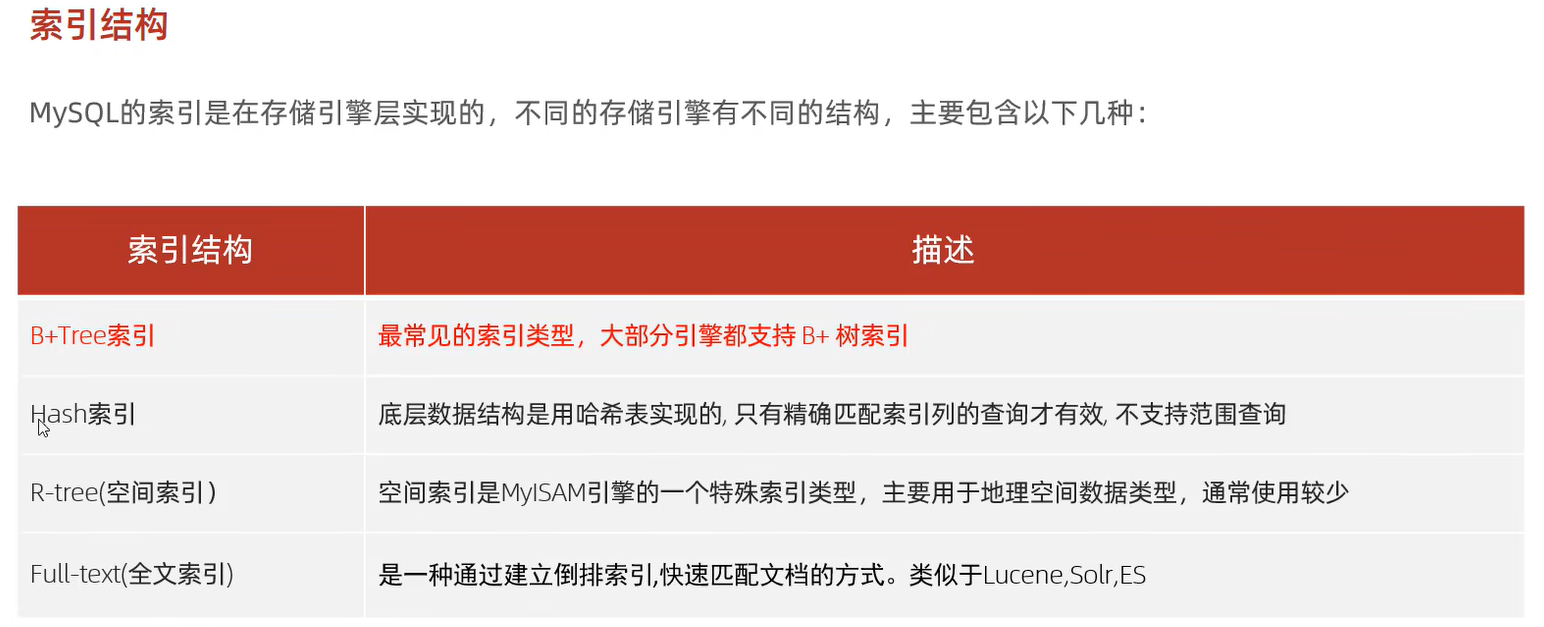 索引结构
MySQL的索引是在存储引擎层实现的，不同的存储引擎有不同的结构，主要包含以下几种：
索引结构 描述
B+Tree索引 最常见的索引类型，大部分引擎都支持 B+ 树索引
Hash索引 底层数据结构是用哈希表实现的, 只有精确匹配索引列的查询才有效, 不支持范围查询
R-tree(空间索引） 空间索引是MyISAM引擎的一个特殊索引类型，主要用于地理空间数据类型，通常使用较少
Full-text(全文索引) 是一种通过建立倒排索引,快速匹配文档的方式。类似于Lucene,Solr,ES